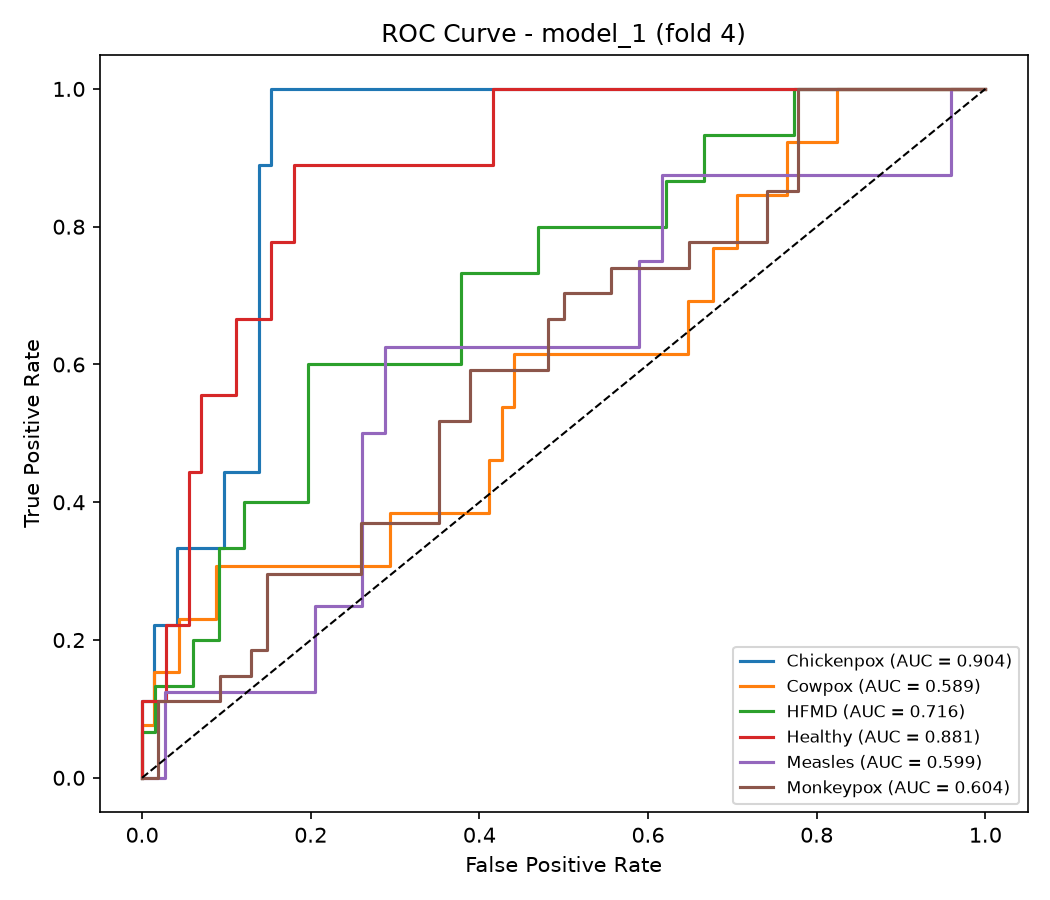 ROC Curve - model_1 (fold 4)
True Positive Rate
1.0
0.8
0.6
0.4
0.2
0.0
0.0 0.2 0.4 0.6 0.8 1.0
False Positive Rate
Chickenpox (AUC = 0.904)
Cowpox (AUC = 0.589)
HFMD (AUC = 0.716)
Healthy (AUC = 0.881)
Measles (AUC = 0.599)
Monkeypox (AUC = 0.604)